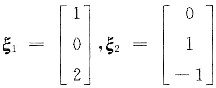 ξ₁ = [1 0 2], ξ₂ = [0 1 −1]